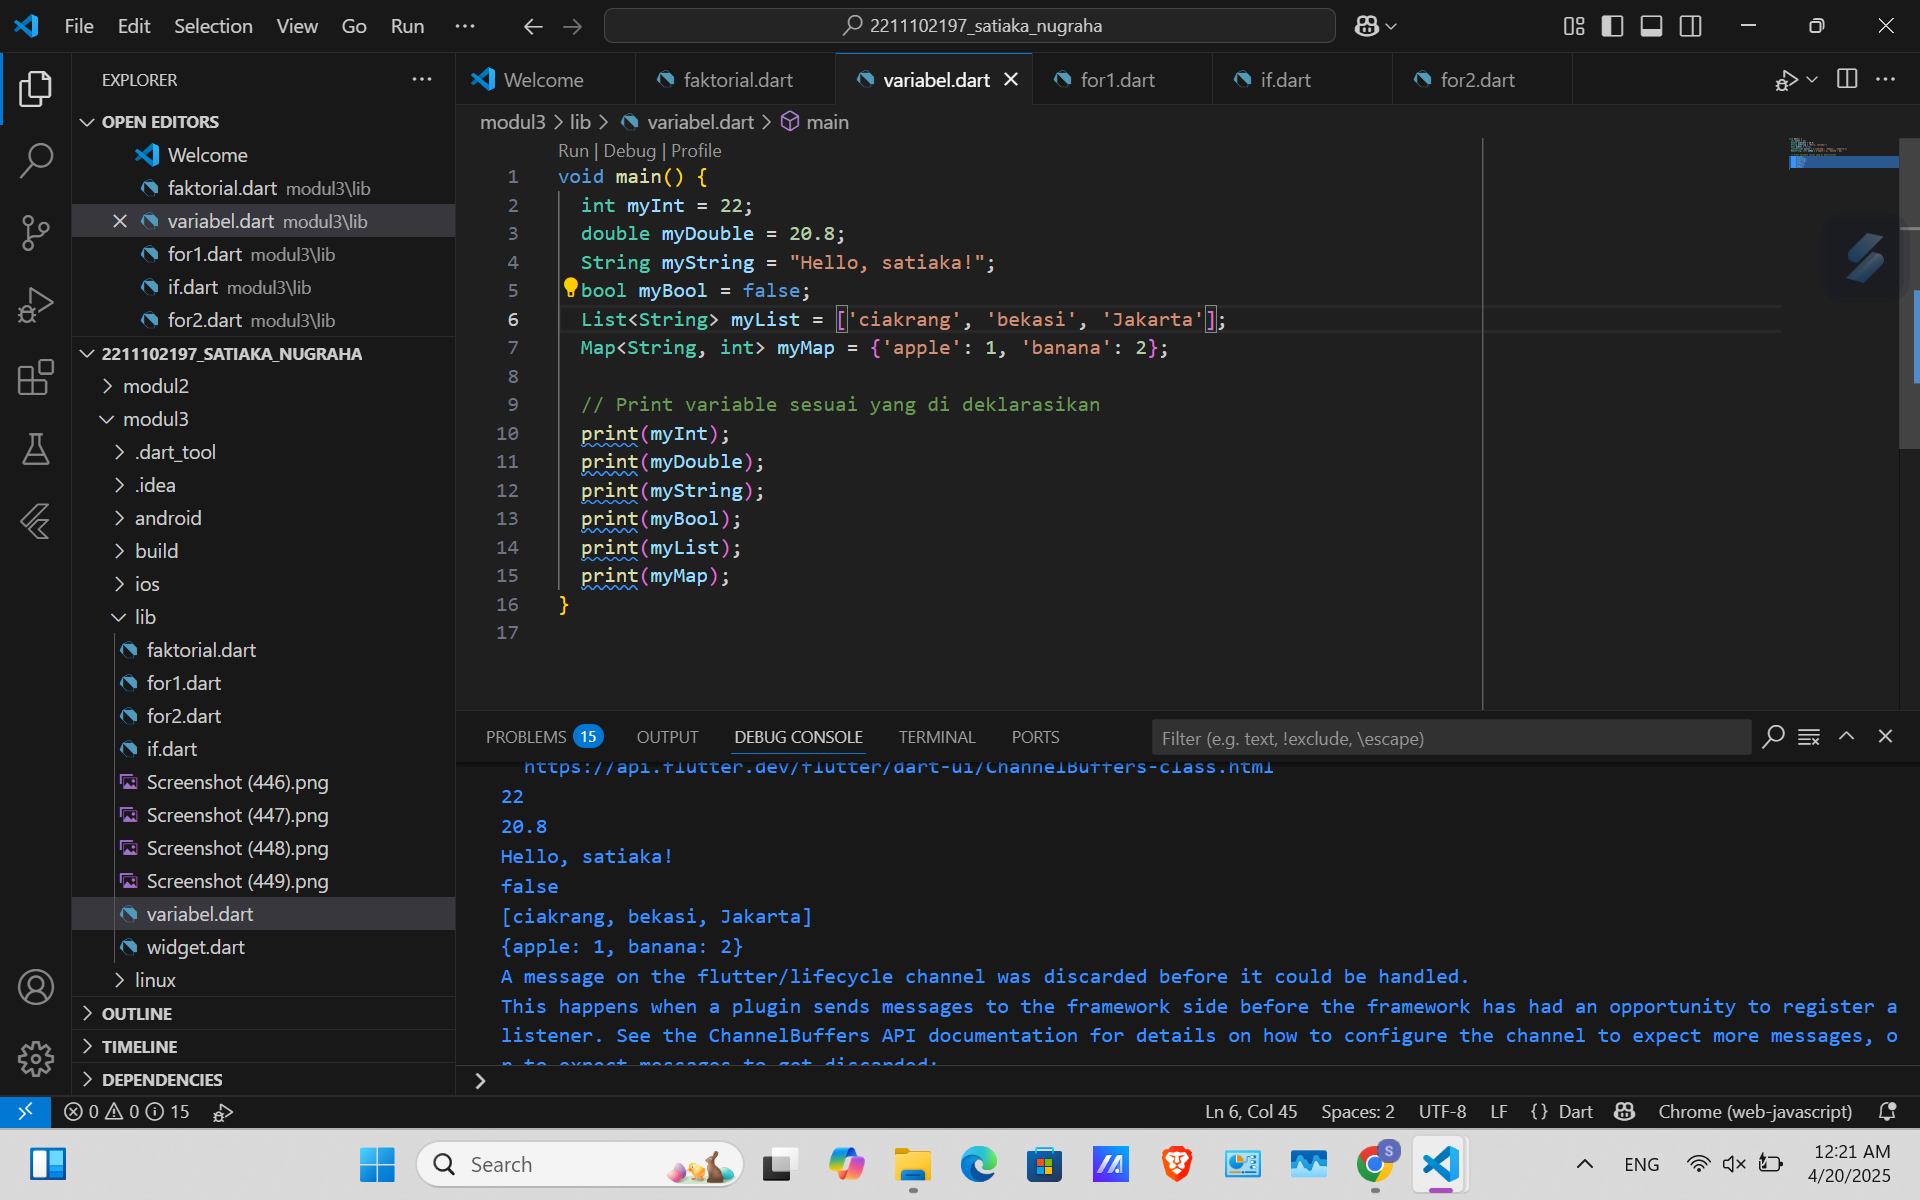 File Edit Selection View Go Run ···
2211102197_satiaka_nugraha
EXPLORER
OPEN EDITORS
Welcome
faktorial.dart modul3\lib
variabel.dart modul3\lib
for1.dart modul3\lib
if.dart modul3\lib
for2.dart modul3\lib
2211102197_SATIAKA_NUGRAHA
modul2
modul3
.dart_tool
.idea
android
build
ios
lib
faktorial.dart
for1.dart
for2.dart
if.dart
Screenshot (446).png
Screenshot (447).png
Screenshot (448).png
Screenshot (449).png
variabel.dart
widget.dart
linux
OUTLINE
TIMELINE
DEPENDENCIES
Welcome faktorial.dart variabel.dart for1.dart if.dart for2.dart
modul3 > lib > variabel.dart > main
Run | Debug | Profile
1 void main() {
2 int myInt = 22;
3 double myDouble = 20.8;
4 String myString = "Hello, satiaka!";
5 bool myBool = false;
6 List<String> myList = ['ciakrang', 'bekasi', 'Jakarta'];
7 Map<String, int> myMap = {'apple': 1, 'banana': 2};
8
9 // Print variable sesuai yang di deklarasikan
10 print(myInt);
11 print(myDouble);
12 print(myString);
13 print(myBool);
14 print(myList);
15 print(myMap);
16 }
17
PROBLEMS 15 OUTPUT DEBUG CONSOLE TERMINAL PORTS
Filter (e.g. text, !exclude, \escape)
https://api.flutter.dev/flutter/dart-ui/ChannelBuffers-class.html
22
20.8
Hello, satiaka!
false
[ciakrang, bekasi, Jakarta]
{apple: 1, banana: 2}
A message on the flutter/lifecycle channel was discarded before it could be handled.
This happens when a plugin sends messages to the framework side before the framework has had an opportunity to register a
listener. See the ChannelBuffers API documentation for details on how to configure the channel to expect more messages, o
r to expect messages to get discarded:
>
0 0 15
Ln 6, Col 45 Spaces: 2 UTF-8 LF {} Dart Chrome (web-javascript)
Search
S
ENG
12:21 AM
4/20/2025